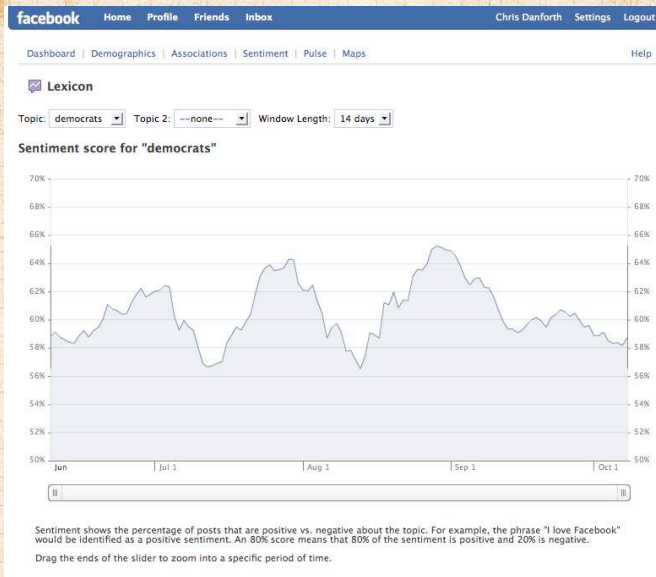 facebook Home Profile Friends Inbox Chris Danforth Settings Logout
Dashboard | Demographics | Associations | Sentiment | Pulse | Maps Help
Lexicon
Topic: democrats Topic 2: --none-- Window Length: 14 days
Sentiment score for "democrats"
70% 70%
68% 68%
66% 66%
64% 64%
62% 62%
60% 60%
58% 58%
56% 56%
54% 54%
52% 52%
50% 50%
Jun Jul 1 Aug 1 Sep 1 Oct 1
Sentiment shows the percentage of posts that are positive vs. negative about the topic. For example, the phrase "I love Facebook"
would be identified as a positive sentiment. An 80% score means that 80% of the sentiment is positive and 20% is negative.
Drag the ends of the slider to zoom into a specific period of time.